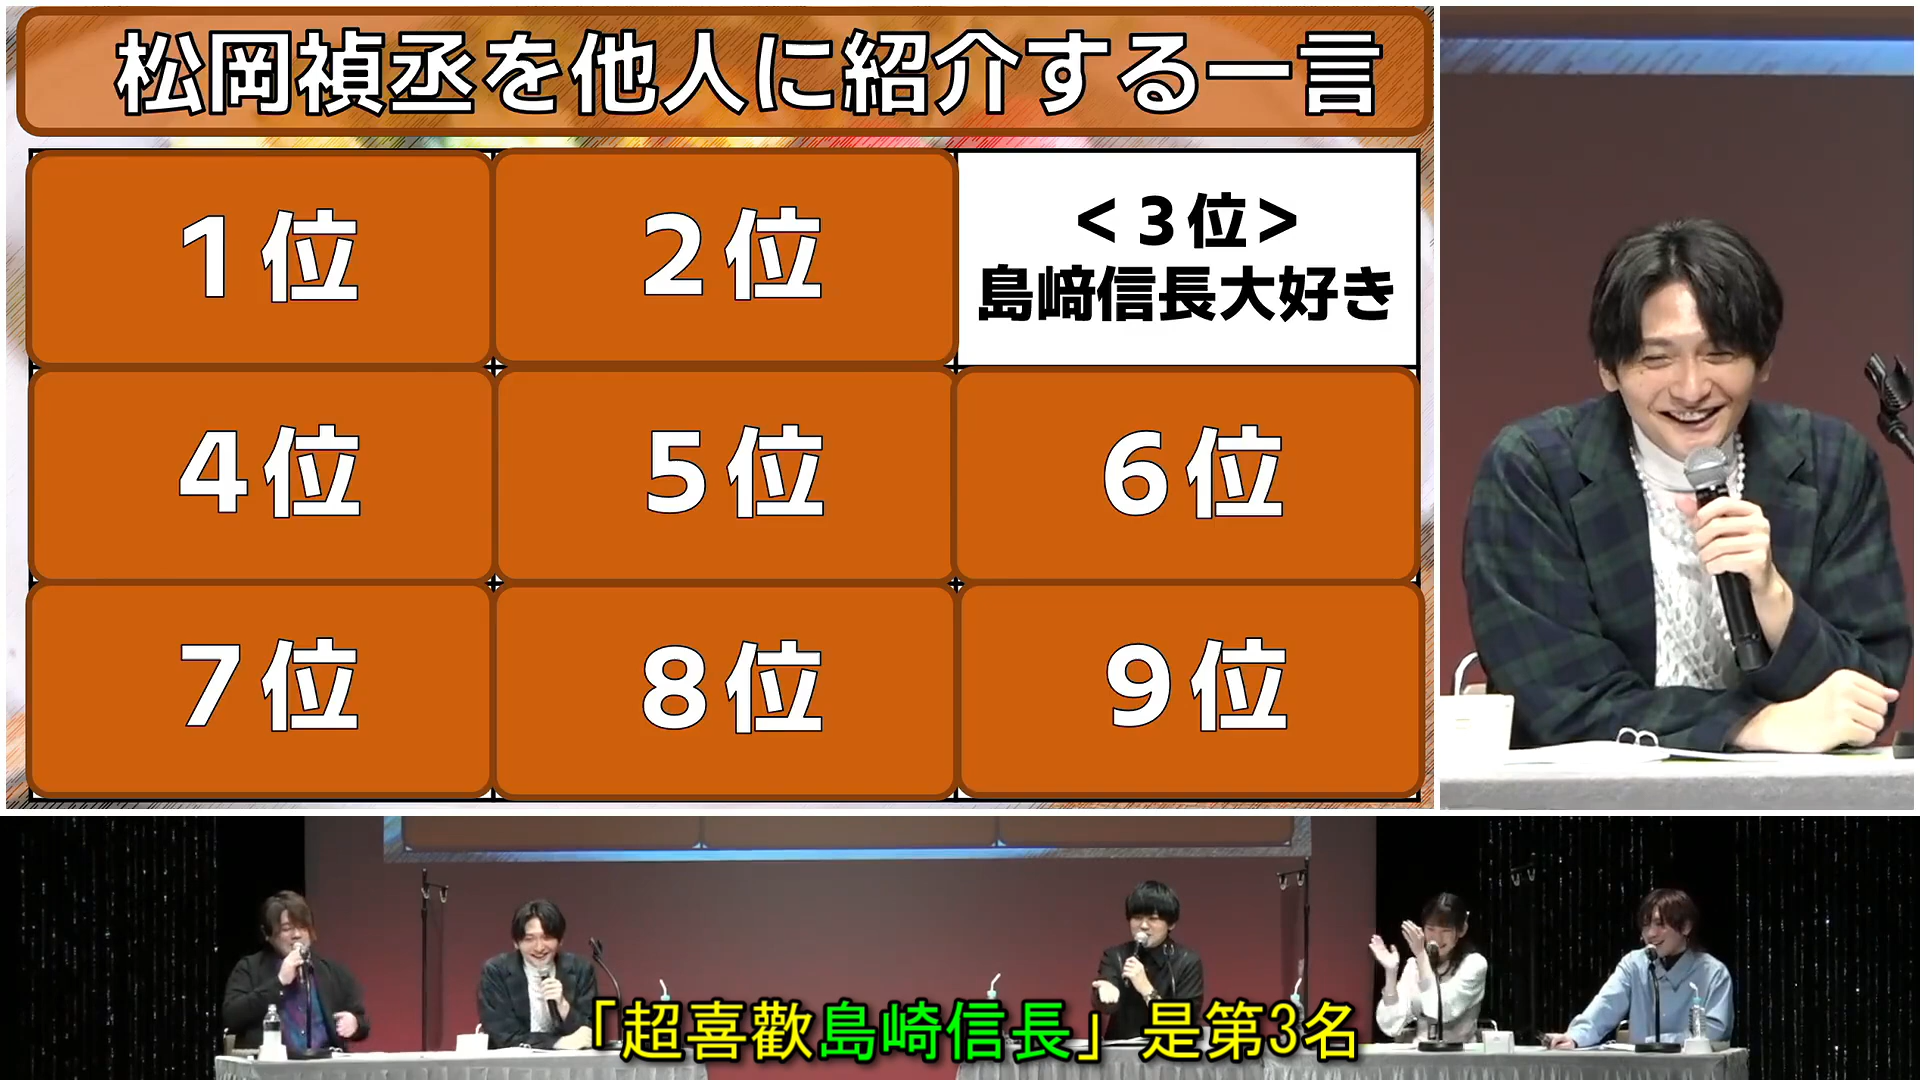 松岡禎丞を他人に紹介する一言
1位
2位
<3位>
島﨑信長大好き
4位
5位
6位
7位
8位
9位
「超喜歡島崎信長」是第3名